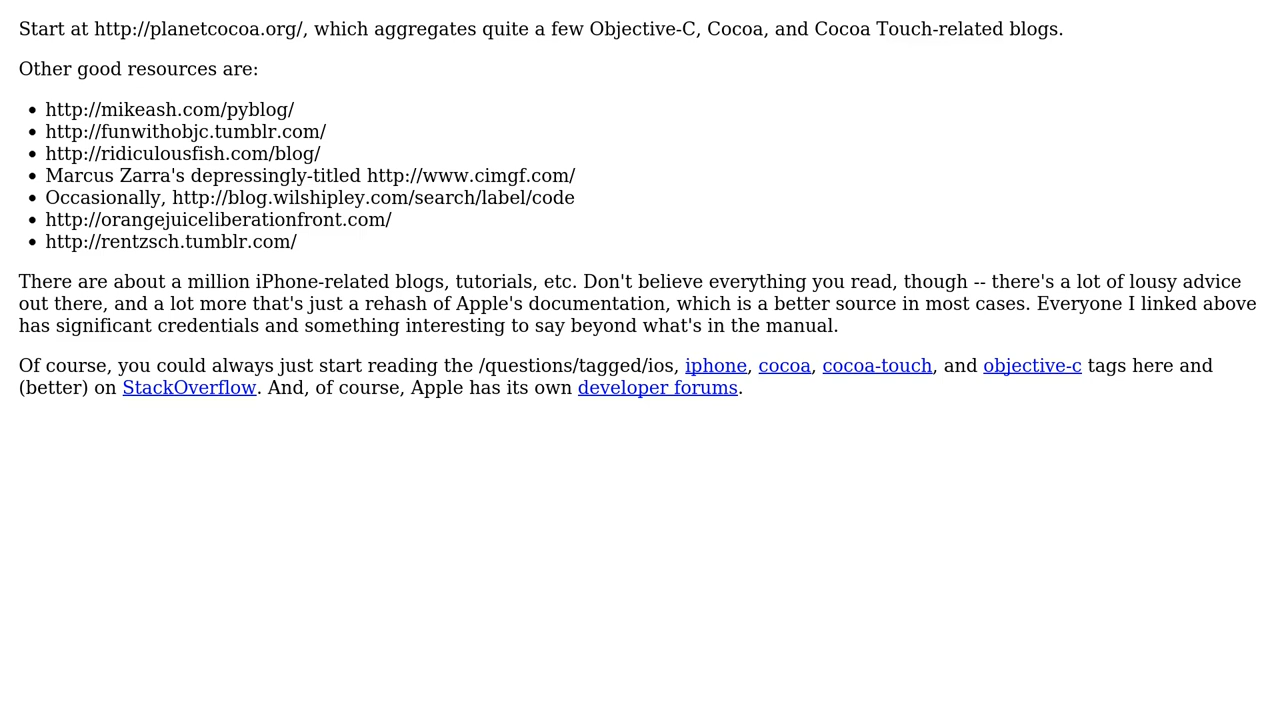 Start at http://planetcocoa.org/, which aggregates quite a few Objective-C, Cocoa, and Cocoa Touch-related blogs.
Other good resources are:
• http://mikeash.com/pyblog/
• http://funwithobjc.tumblr.com/
• http://ridiculousfish.com/blog/
• Marcus Zarra's depressingly-titled http://www.cimgf.com/
• Occasionally, http://blog.wilshipley.com/search/label/code
• http://orangejuiceliberationfront.com/
• http://rentzsch.tumblr.com/
There are about a million iPhone-related blogs, tutorials, etc. Don't believe everything you read, though -- there's a lot of lousy advice
out there, and a lot more that's just a rehash of Apple's documentation, which is a better source in most cases. Everyone I linked above
has significant credentials and something interesting to say beyond what's in the manual.
Of course, you could always just start reading the /questions/tagged/ios, iphone, cocoa, cocoa-touch, and objective-c tags here and
(better) on StackOverflow. And, of course, Apple has its own developer forums.